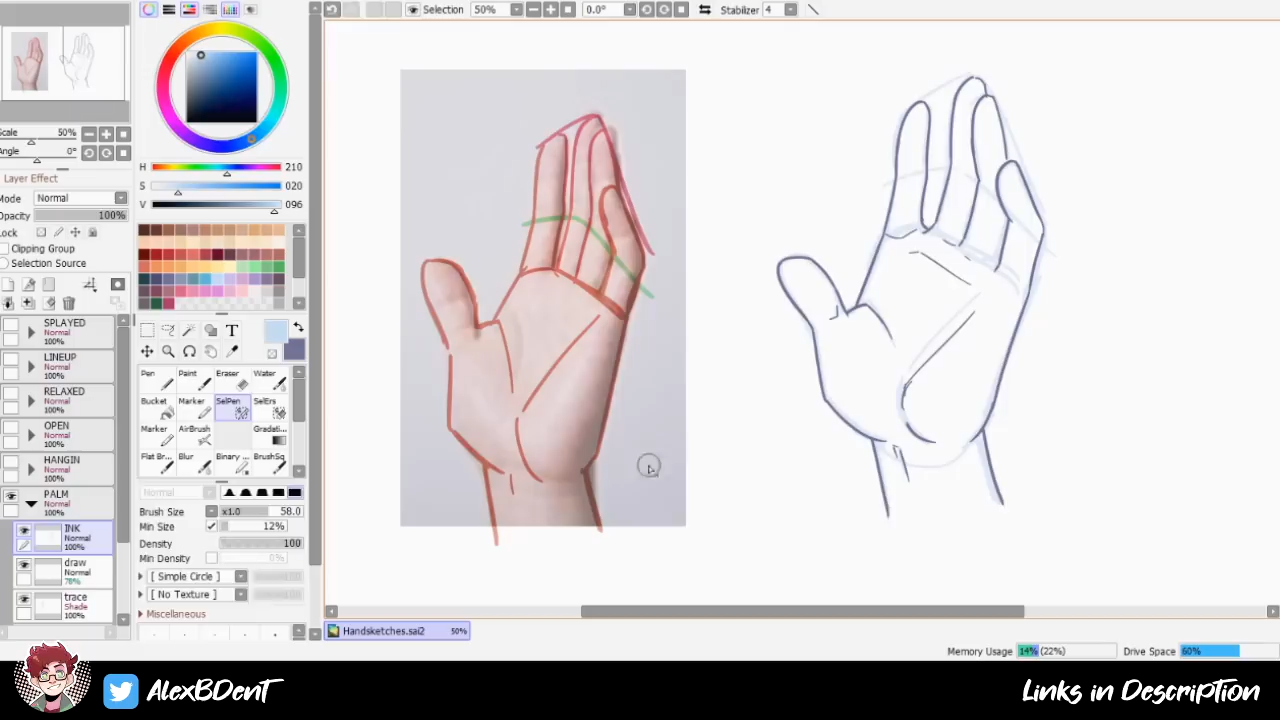 Selection 50% 0.0° Stabilizer 4
Scale 50%
Angle 0°
Layer Effect
Mode Normal
Opacity 100%
Lock
Clipping Group
Selection Source
H 210
S 020
V 096
T
SPLAYED
Normal
100%
LINEUP
Normal
100%
RELAXED
Normal
100%
OPEN
Normal
100%
HANGIN
Normal
100%
PALM
Normal
100%
INK
Normal
100%
draw
Normal
78%
trace
Shade
100%
Pen Paint Eraser Water
Bucket Marker SelPen SelErs
Marker AirBrush Gradati...
Flat Br... Blur Binary ... BrushSq
Normal
Brush Size x1.0 58.0
Min Size 12%
Density 100
Min Density 0%
[ Simple Circle ]
[ No Texture ]
Miscellaneous
Handsketches.sai2 50%
Memory Usage 14% (22%) Drive Space 60%
AlexBDenT Links in Description